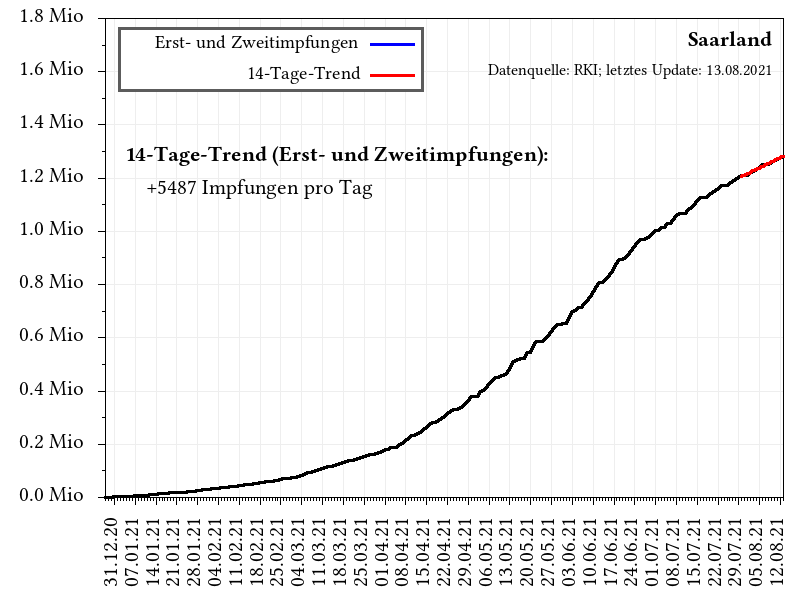 1.8 Mio
1.6 Mio
1.4 Mio
1.2 Mio
1.0 Mio
0.8 Mio
0.6 Mio
0.4 Mio
0.2 Mio
0.0 Mio
Erst- und Zweitimpfungen
14-Tage-Trend
Saarland
Datenquelle: RKI; letztes Update: 13.08.2021
14-Tage-Trend (Erst- und Zweitimpfungen):
+5487 Impfungen pro Tag
31.12.20
07.01.21
14.01.21
21.01.21
28.01.21
04.02.21
11.02.21
18.02.21
25.02.21
04.03.21
11.03.21
18.03.21
25.03.21
01.04.21
08.04.21
15.04.21
22.04.21
29.04.21
06.05.21
13.05.21
20.05.21
27.05.21
03.06.21
10.06.21
17.06.21
24.06.21
01.07.21
08.07.21
15.07.21
22.07.21
29.07.21
05.08.21
12.08.21